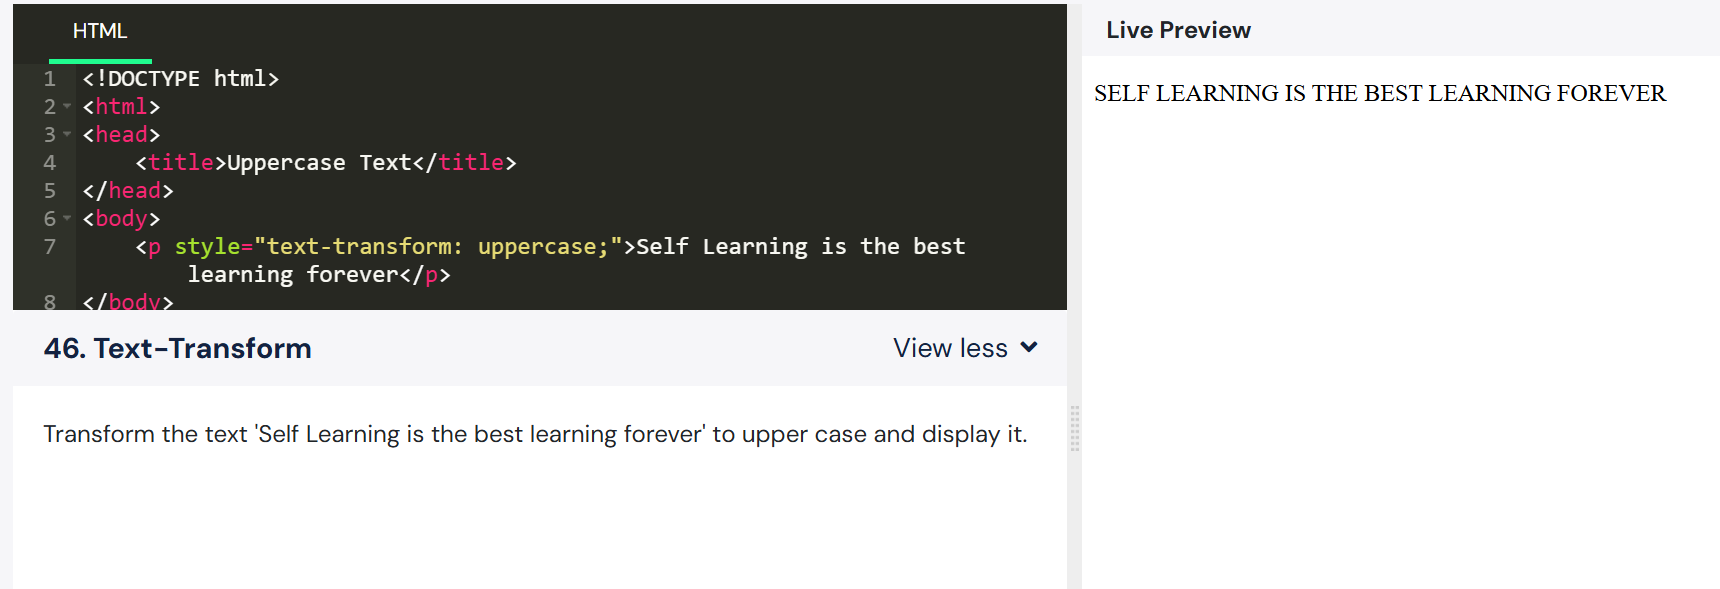 HTML
1 <!DOCTYPE html>
2 <html>
3 <head>
4     <title>Uppercase Text</title>
5 </head>
6 <body>
7     <p style="text-transform: uppercase;">Self Learning is the best
learning forever</p>
8 </body>
46. Text-Transform
View less
Transform the text 'Self Learning is the best learning forever' to upper case and display it.
Live Preview
SELF LEARNING IS THE BEST LEARNING FOREVER